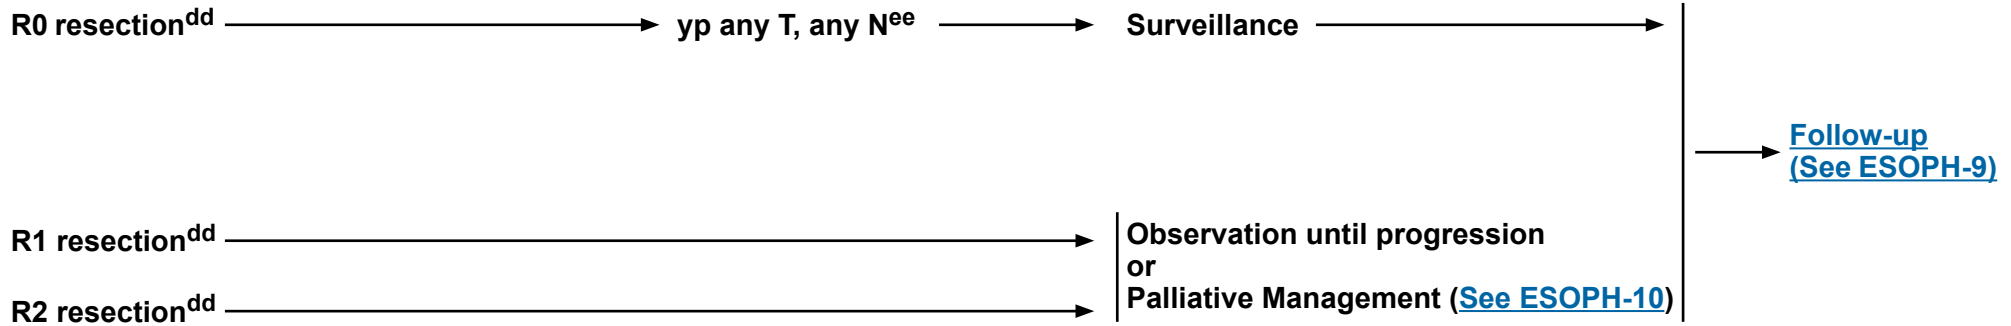 R0 resectiondd
yp any T, any Nee
Surveillance
Follow-up
(See ESOPH-9)
R1 resectiondd
Observation until progression
or
R2 resectiondd
Palliative Management (See ESOPH-10)